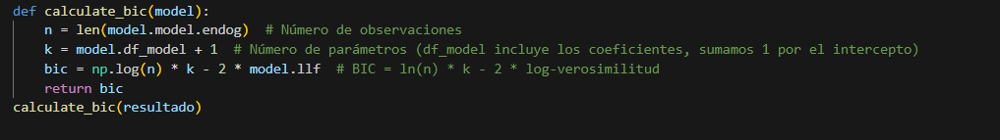 def calculate_bic(model):
    n = len(model.model.endog)  # Número de observaciones
    k = model.df_model + 1  # Número de parámetros (df_model incluye los coeficientes, sumamos 1 por el intercepto)
    bic = np.log(n) * k - 2 * model.llf  # BIC = ln(n) * k - 2 * log-verosimilitud
    return bic
calculate_bic(resultado)